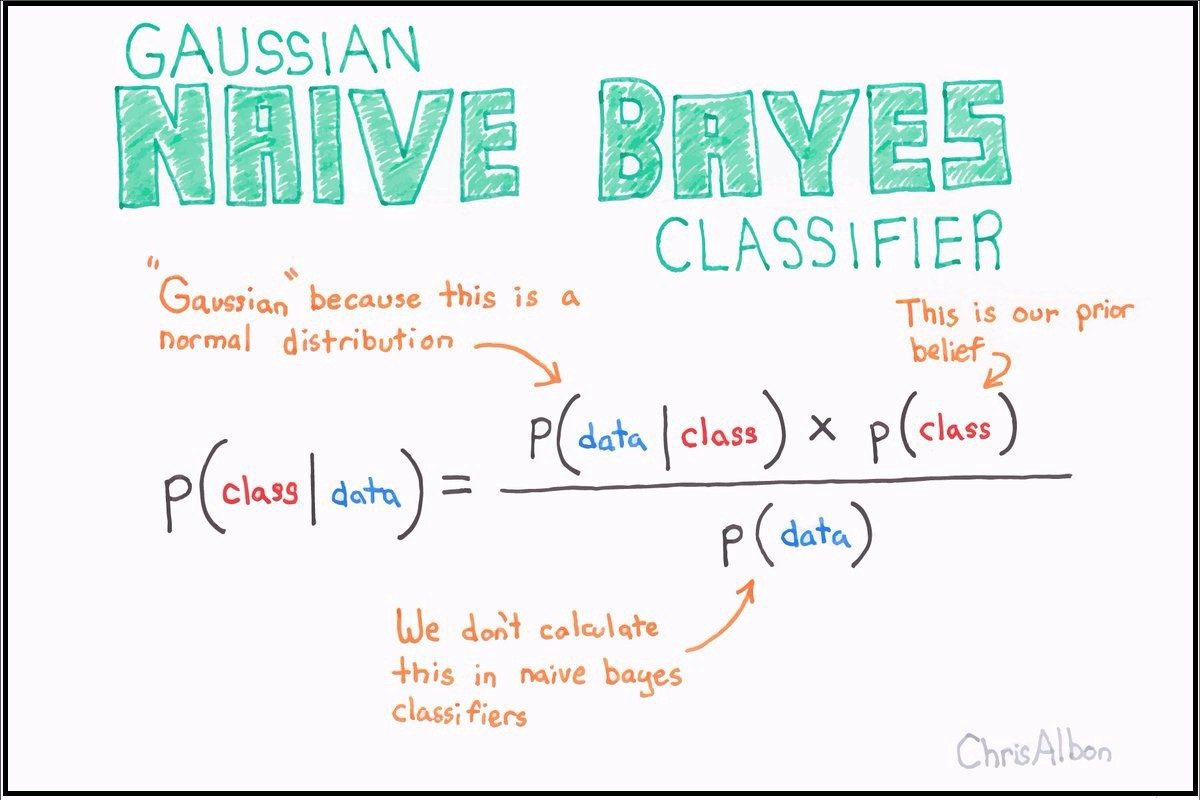 GAUSSIAN
NAIVE BAYES
CLASSIFIER
"Gaussian" because this is a
normal distribution
This is our prior
belief
p(data | class) × p(class)
p(class | data) =
p(data)
We don't calculate
this in naive bayes
classifiers
ChrisAlbon